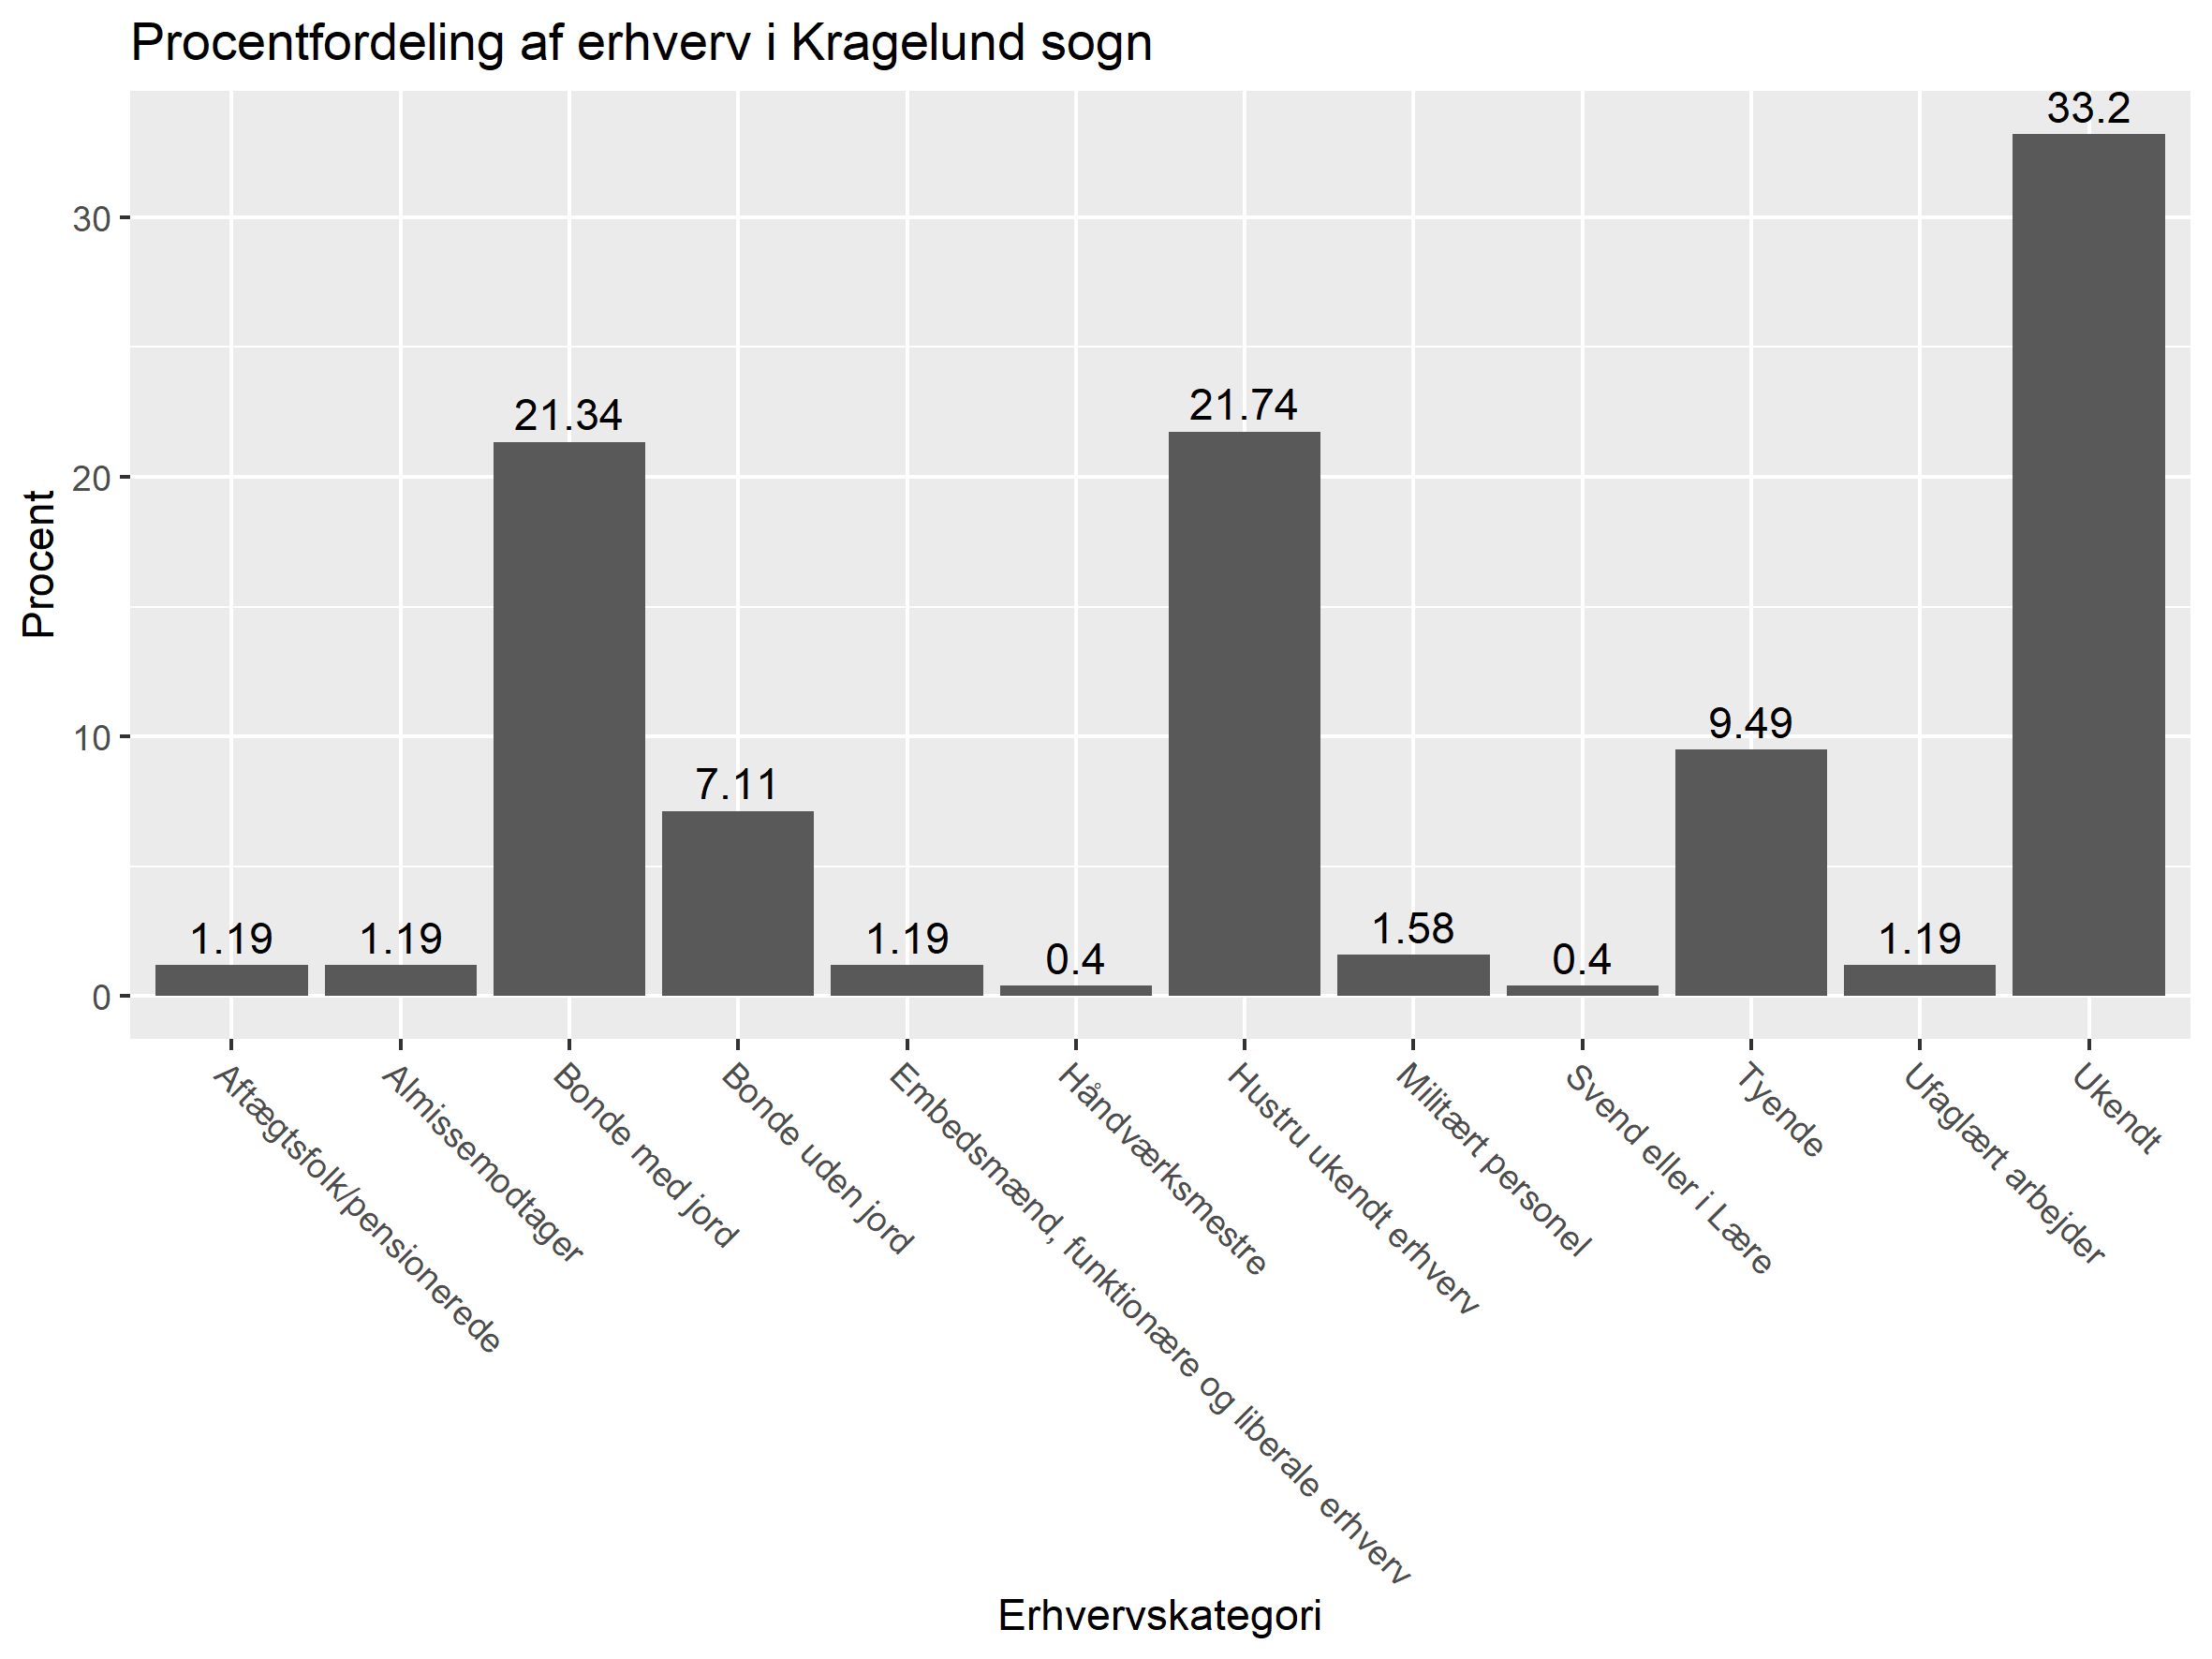 Procentfordeling af erhverv i Kragelund sogn
33.2
30
21.74
21.34
20
Procent
9.49
10
7.11
1.19
1.19
1.19
0.4
1.58
0.4
1.19
0
Aftægtsfolk/pensionerede
Almissemodtager
Bonde med jord
Bonde uden jord
Embedsmænd, funktionære og liberale erhverv
Håndværksmestre
Hustru ukendt erhverv
Militært personel
Svend eller i Lære
Tyende
Ufaglært arbejder
Ukendt
Erhvervskategori